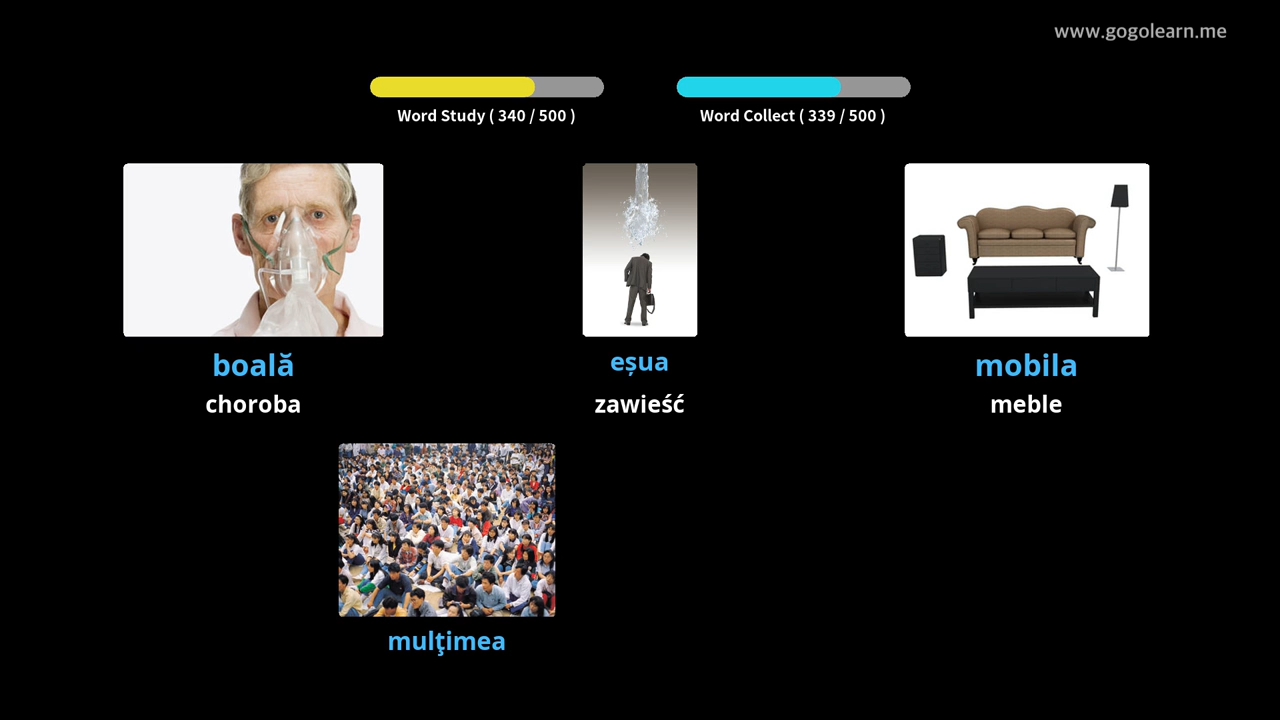 www.gogolearn.me
Word Study ( 340 / 500 )
Word Collect ( 339 / 500 )
boală
eșua
mobila
choroba
zawieść
meble
mulţimea